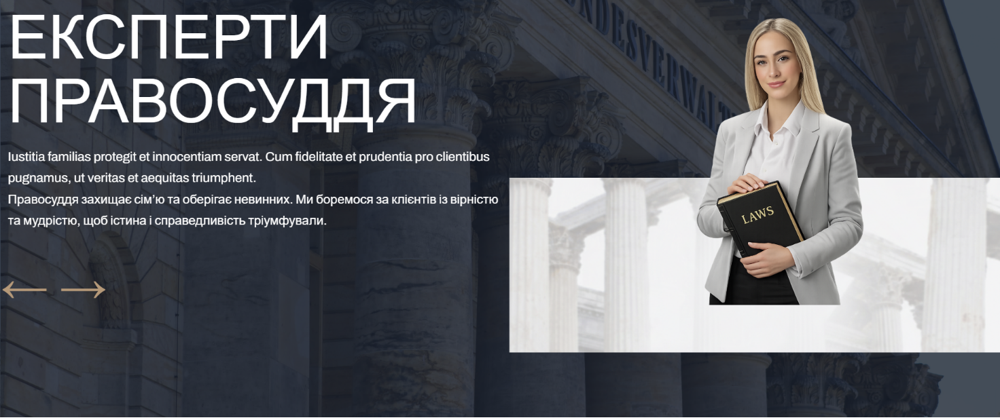 ЕКСПЕРТИ
ПРАВОСУДДЯ
Iustitia familias protegit et innocentiam servat. Cum fidelitate et prudentia pro clientibus
pugnamus, ut veritas et aequitas triumphent.
Правосуддя захищає сім’ю та оберігає невинних. Ми боремося за клієнтів із вірністю
та мудрістю, щоб істина і справедливість тріумфували.
LAWS